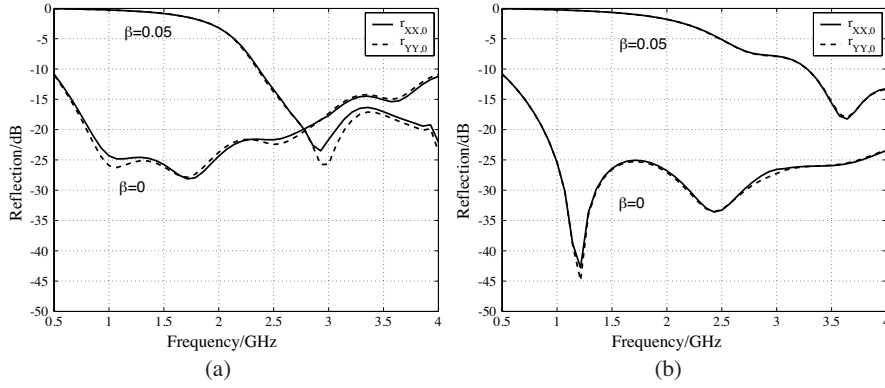 0
-5
-10
-15
-20
-25
-30
-35
-40
-45
-50
Reflection/dB
β=0.05
β=0
r_XX,0
r_YY,0
0.5 1 1.5 2 2.5 3 3.5 4
Frequency/GHz
(a)
0
-5
-10
-15
-20
-25
-30
-35
-40
-45
-50
Reflection/dB
β=0.05
β=0
r_XX,0
r_YY,0
0.5 1 1.5 2 2.5 3 3.5 4
Frequency/GHz
(b)